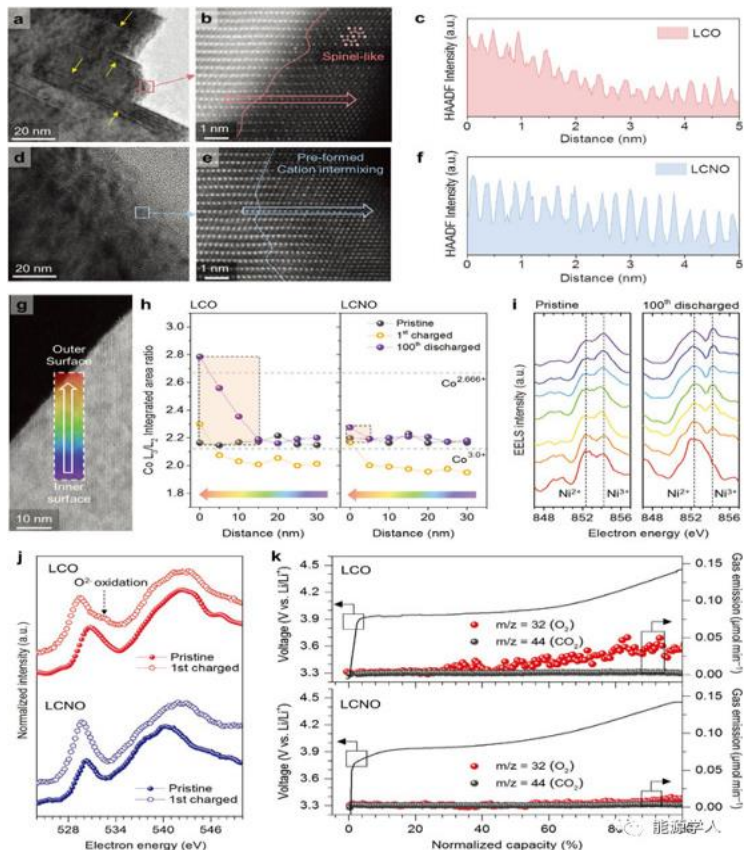 a
20 nm
b
Spinel-like
1 nm
c
HAADF Intensity (a.u.)
LCO
0 1 2 3 4 5
Distance (nm)
d
20 nm
e
Pre-formed
Cation intermixing
1 nm
f
HAADF Intensity (a.u.)
LCNO
0 1 2 3 4 5
Distance (nm)
g
Outer
Surface
Inner
surface
10 nm
h
LCO LCNO
Pristine
1st charged
100th discharged
Co L3/L2 Integrated area ratio
3.0
2.8
2.6
2.4
2.2
2.0
1.8
Co2.666+
Co3.0+
0 5 10 15 20 25 30 0 5 10 15 20 25 30
Distance (nm) Distance (nm)
i
Pristine 100th discharged
EELS intensity (a.u.)
Ni2+ Ni3+ Ni2+ Ni3+
848 852 856 848 852 856
Electron energy (eV)
j
LCO
O2- oxidation
Pristine
1st charged
LCNO
Pristine
1st charged
Normalized intensity (a.u.)
528 534 540 546
Electron energy (eV)
k
LCO
m/z = 32 (O2)
m/z = 44 (CO2)
Voltage (V vs. Li/Li+)
4.5
3.9
3.6
3.3
Gas emission (μmol min-1)
0.15
0.10
0.05
0.00
LCNO
m/z = 32 (O2)
m/z = 44 (CO2)
Voltage (V vs. Li/Li+)
4.5
4.2
3.9
3.6
3.3
Gas emission (μmol min-1)
0.15
0.10
0.05
0.00
0 20 40 60 80
Normalized capacity (%)
能源学人